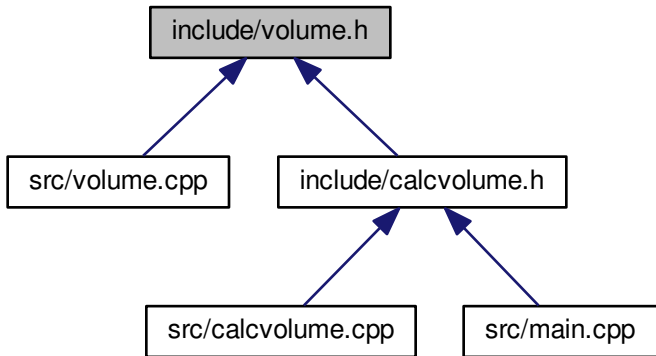 include/volume.h
src/volume.cpp
include/calcvolume.h
src/calcvolume.cpp
src/main.cpp